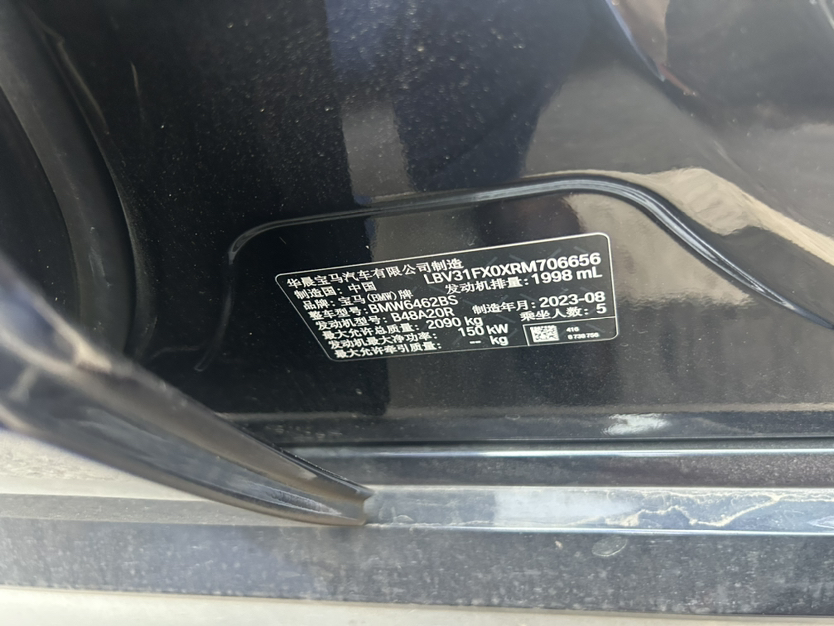 华晨宝马汽车有限公司制造
制造国：中国 LBV31FX0XRM706656
品牌：宝马(BMW)牌 发动机排量：1998 mL
整车型号：BMW6462BS
发动机型号：B48A20R 制造年月：2023-08
最大允许总质量：2090 kg 乘坐人数：5
发动机最大净功率：150 kW
最大允许牵引质量：-- kg
416